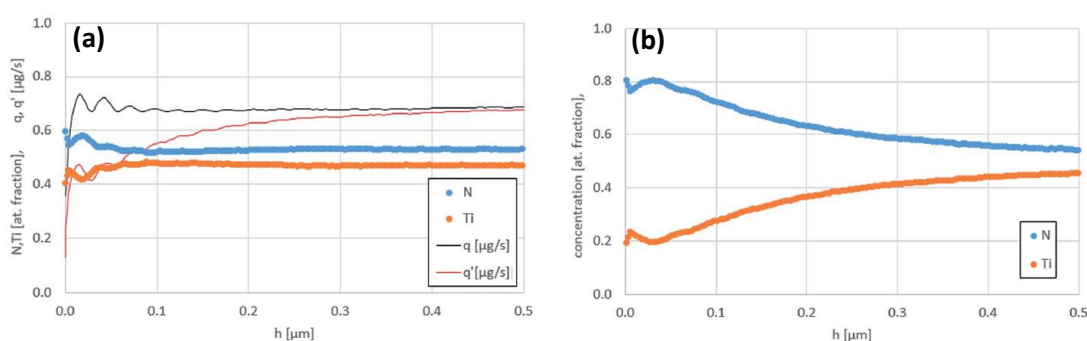 (a)
1.0
0.8
0.6
0.4
0.2
0.0
N,TI [at. fraction], q, q' [µg/s]
N
Ti
q [µg/s]
q'[µg/s]
0.0 0.1 0.2 0.3 0.4 0.5
h [µm]
(b)
1.0
0.8
0.6
0.4
0.2
0.0
concentration [at. fraction],
N
Ti
0.0 0.1 0.2 0.3 0.4 0.5
h [µm]